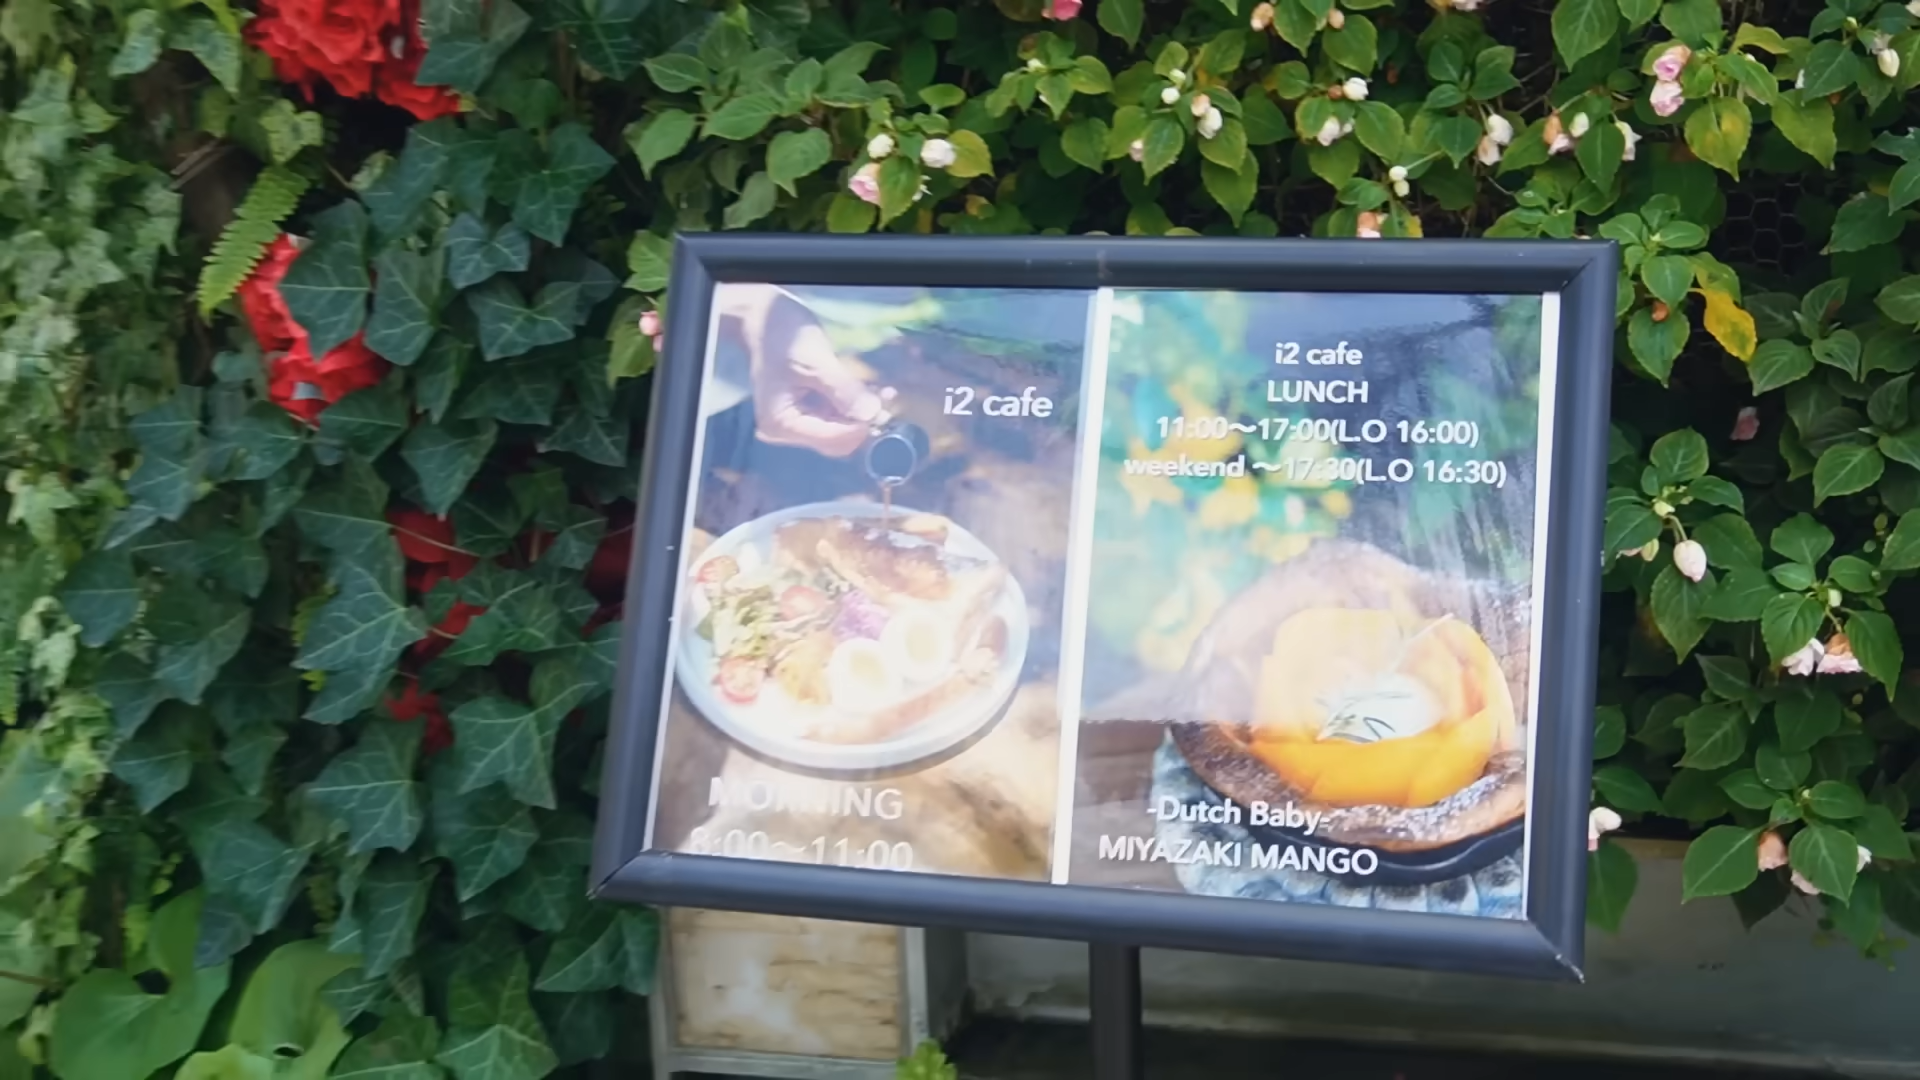 i2 cafe
MORNING
8:00〜11:00
i2 cafe
LUNCH
11:00〜17:00(L.O 16:00)
weekend 〜17:30(L.O 16:30)
-Dutch Baby-
MIYAZAKI MANGO